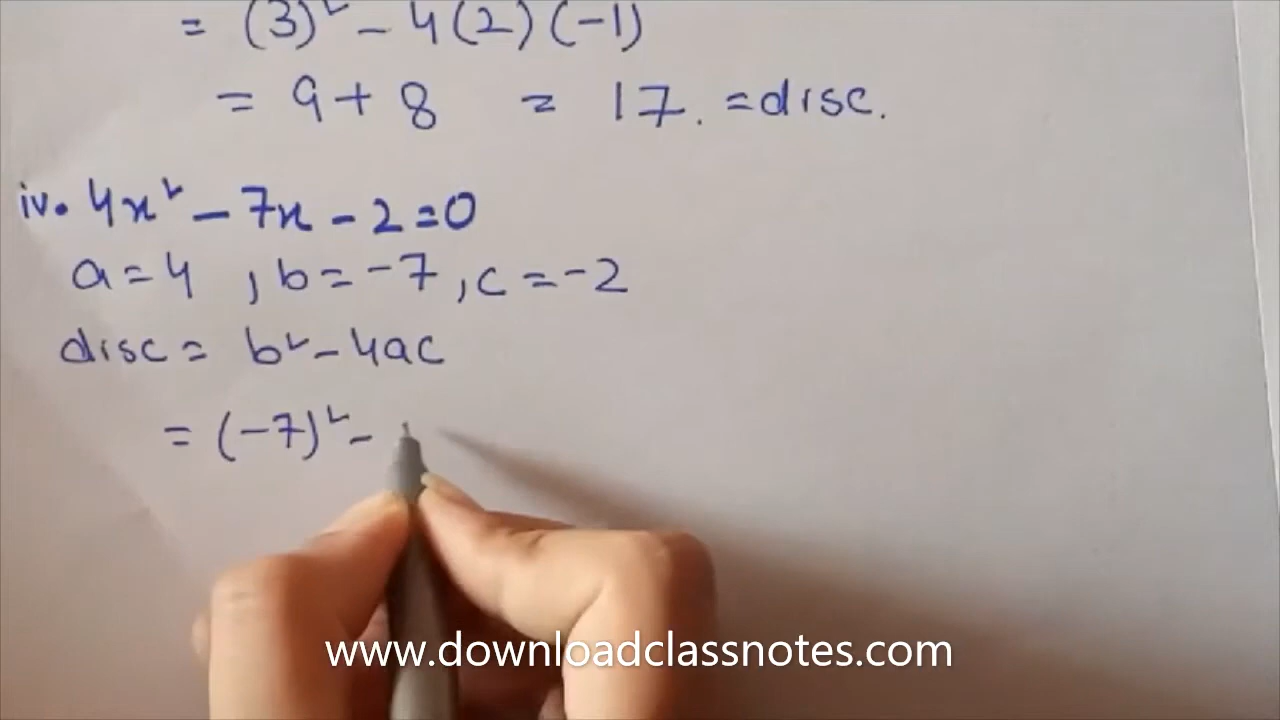 = (3)² - 4(2)(-1)
= 9 + 8 = 17. = disc.
iv. 4x² - 7x - 2 = 0
a = 4 , b = -7 , c = -2
disc = b² - 4ac
= (-7)² -
www.downloadclassnotes.com